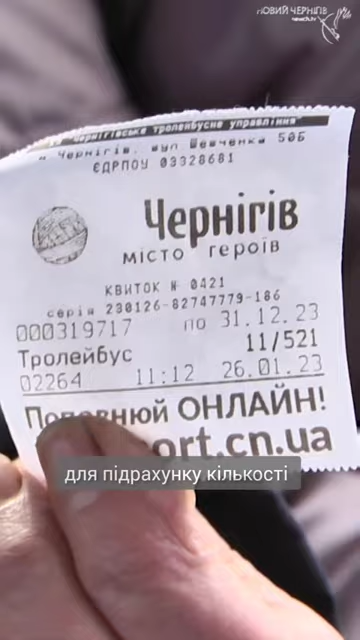 НОВИЙ ЧЕРНІГІВ
newch.tv
Чернігівське тролейбусне управління"
м. Чернігів, вул Шевченка 50Б
ЄДРПОУ 03328681
Чернігів
місто героїв
КВИТОК N 0421
серія 230126-82747779-186
000319717 по 31.12.23
Тролейбус 11/521
02264 11:12 26.01.23
Поповнюй ОНЛАЙН!
ort.cn.ua
для підрахунку кількості